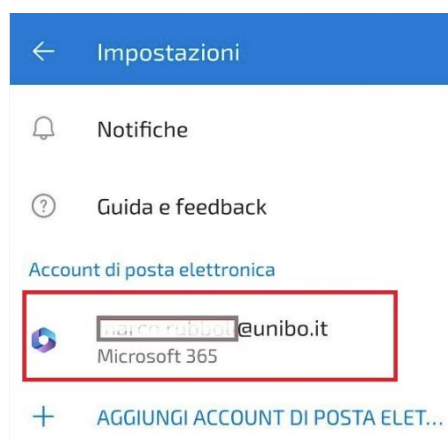 Impostazioni
Notifiche
Guida e feedback
Account di posta elettronica
@unibo.it
Microsoft 365
AGGIUNGI ACCOUNT DI POSTA ELET...